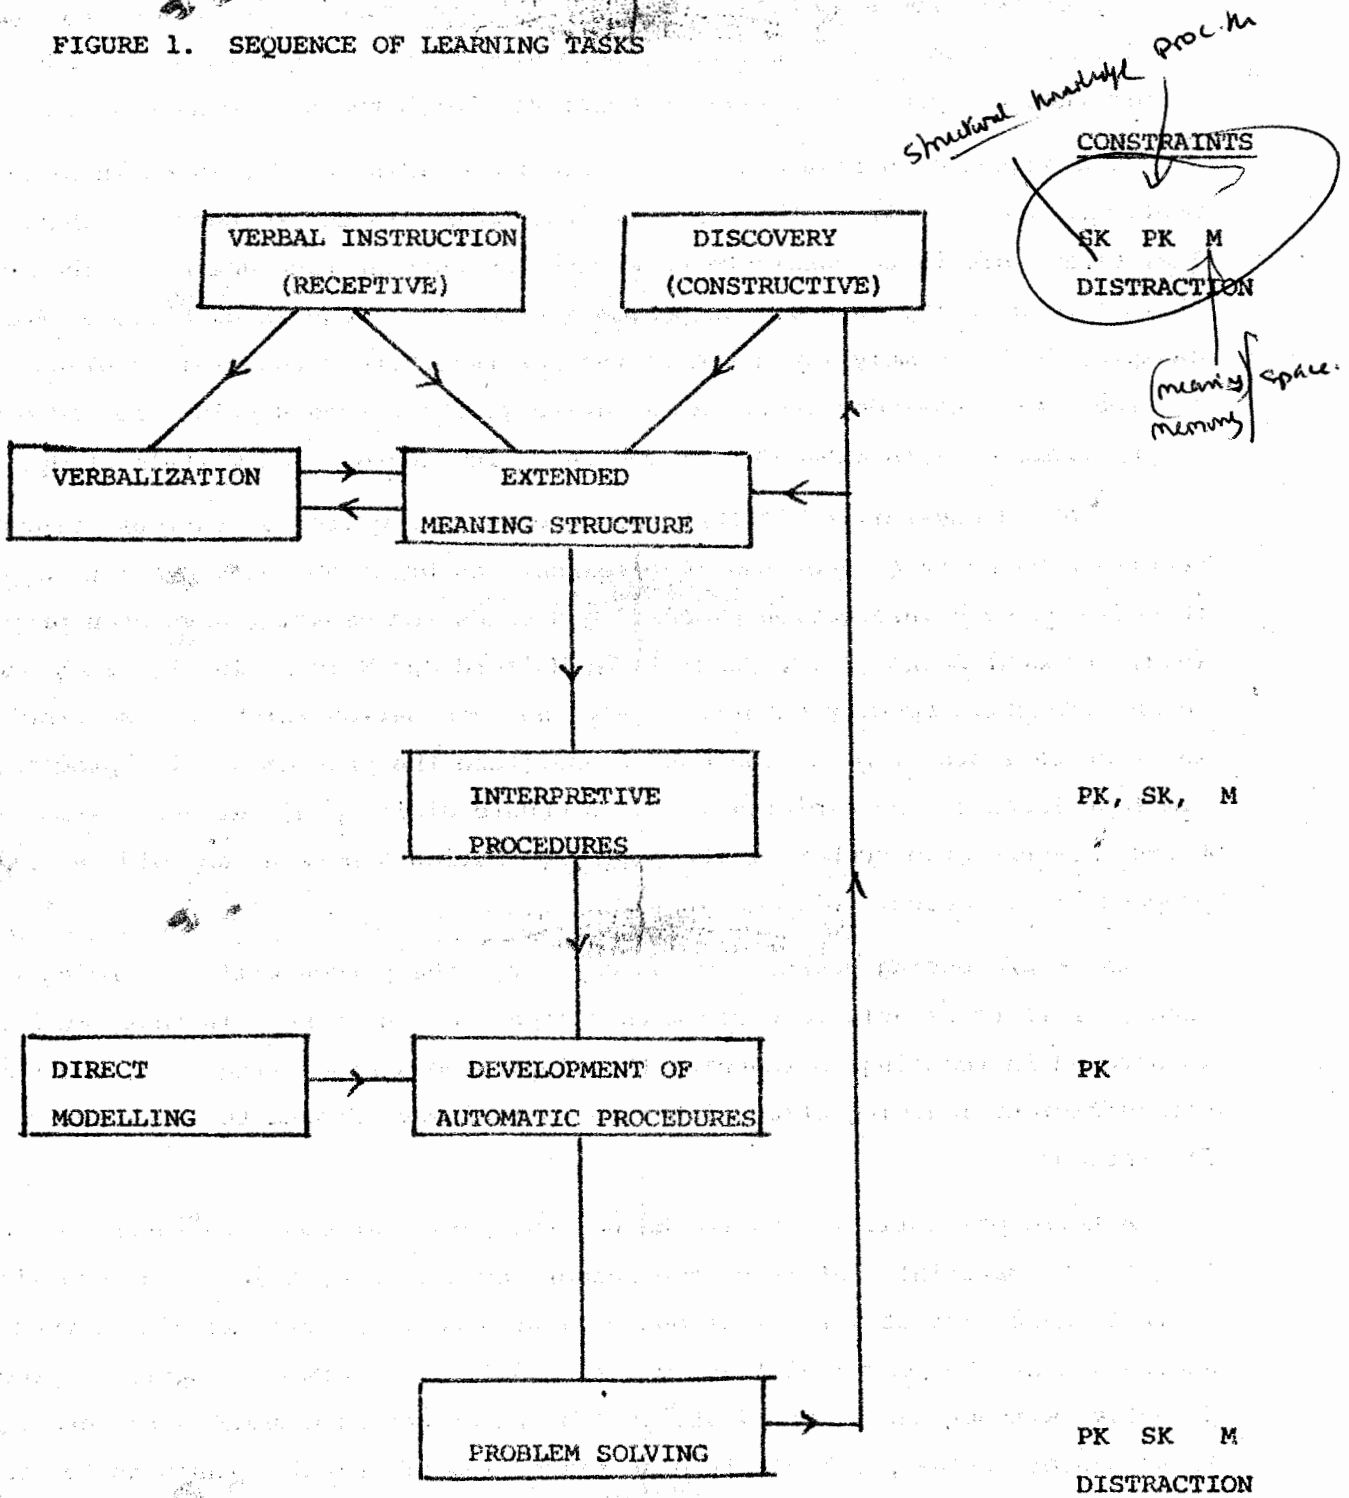 FIGURE 1. SEQUENCE OF LEARNING TASKS
structural knowledge proc.
CONSTRAINTS
VERBAL INSTRUCTION
(RECEPTIVE)
DISCOVERY
(CONSTRUCTIVE)
SK PK M
DISTRACTION
(meaning) space.
memory
VERBALIZATION
EXTENDED
MEANING STRUCTURE
INTERPRETIVE
PROCEDURES
PK, SK, M
DIRECT
MODELLING
DEVELOPMENT OF
AUTOMATIC PROCEDURES
PK
PROBLEM SOLVING
PK SK M
DISTRACTION